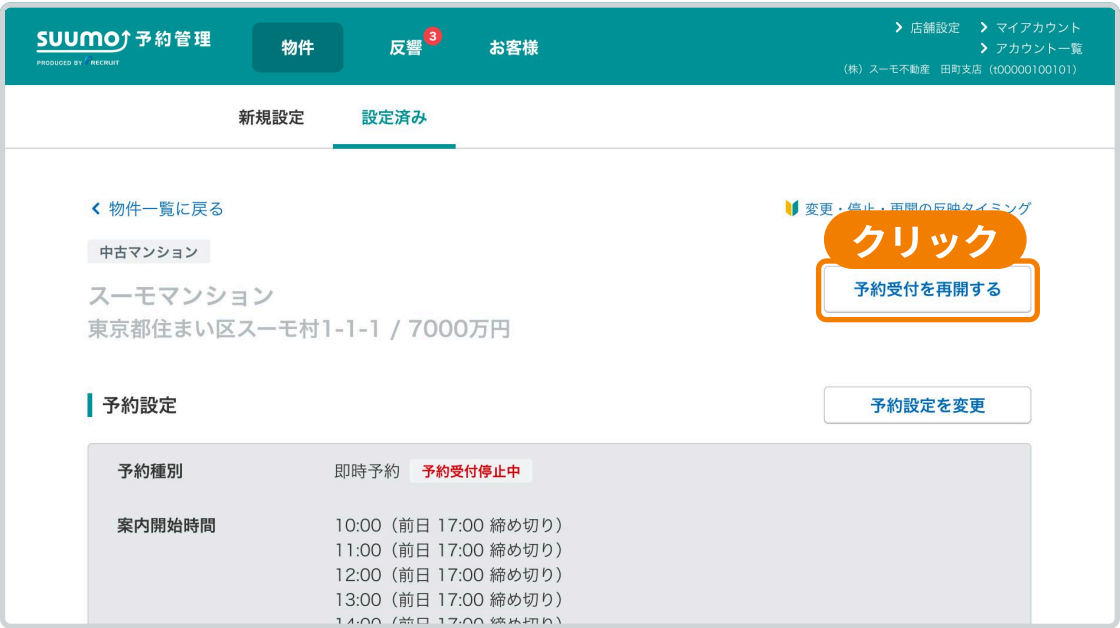 SUUMO 予約管理
PRODUCED BY RECRUIT
物件
反響 3
お客様
店舗設定 マイアカウント
アカウント一覧
(株) スーモ不動産 田町支店 (t00000100101)
新規設定
設定済み
物件一覧に戻る
変更・停止・再開の反映タイミング
中古マンション
クリック
予約受付を再開する
スーモマンション
東京都住まい区スーモ村1-1-1 / 7000万円
予約設定
予約設定を変更
予約種別 即時予約 予約受付停止中
案内開始時間 10:00(前日 17:00 締め切り)
11:00(前日 17:00 締め切り)
12:00(前日 17:00 締め切り)
13:00(前日 17:00 締め切り)
14:00(前日 17:00 締め切り)